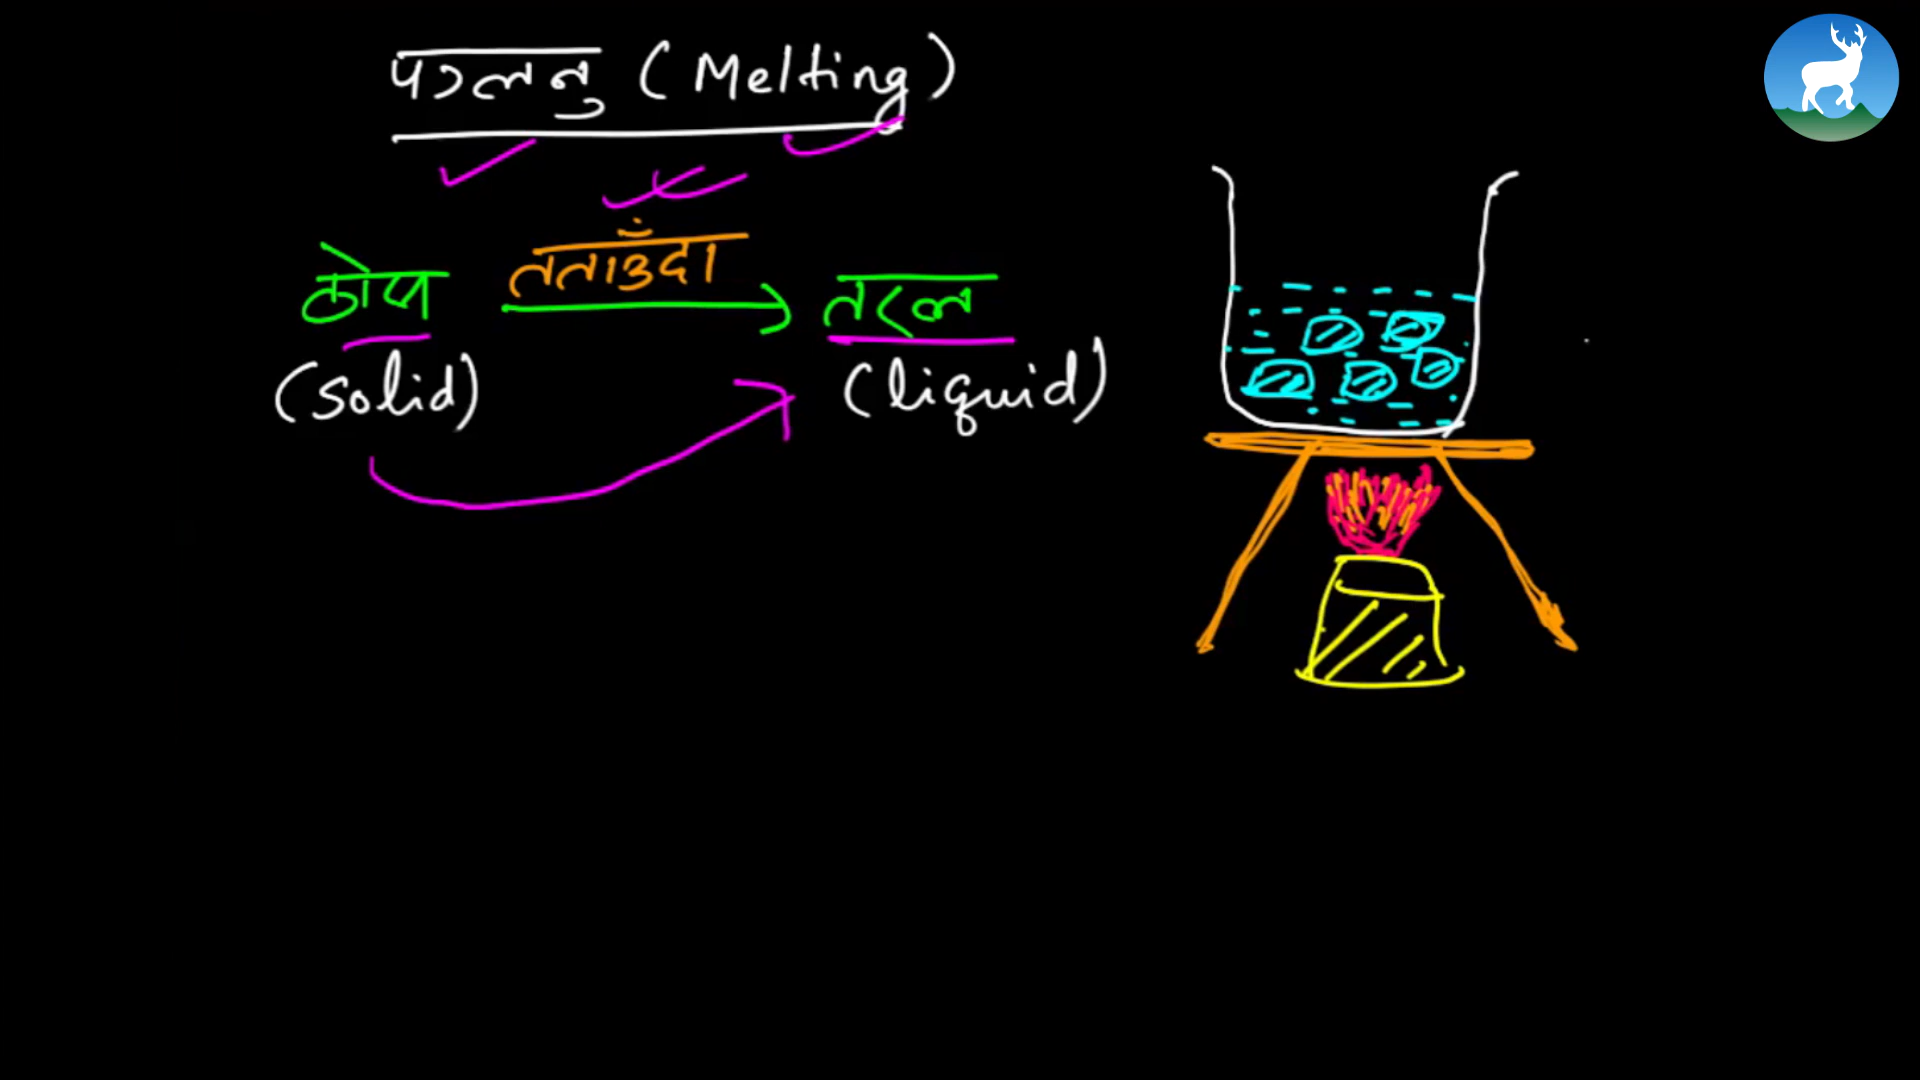 पग्लनु (Melting)
तताउँदा
ठोस तरल
(solid) (liquid)